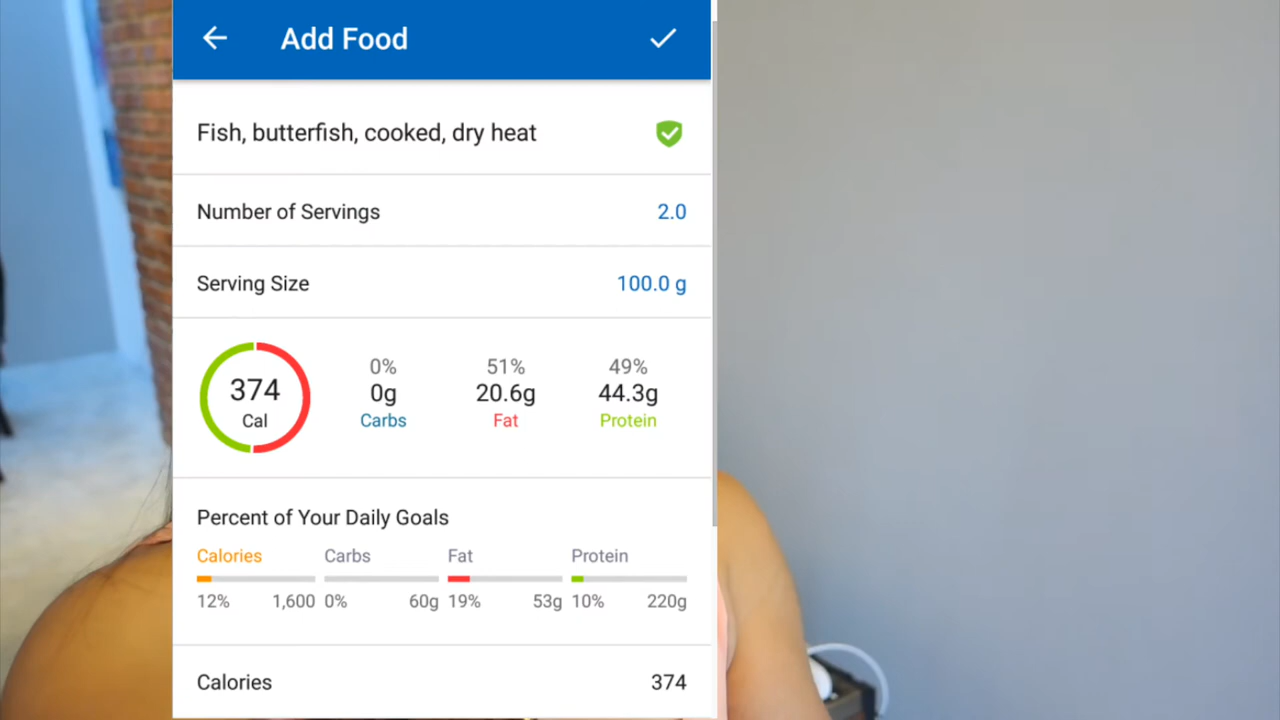 Add Food
Fish, butterfish, cooked, dry heat
Number of Servings 2.0
Serving Size 100.0 g
374
Cal
0% 51% 49%
0g 20.6g 44.3g
Carbs Fat Protein
Percent of Your Daily Goals
Calories Carbs Fat Protein
12% 1,600 0% 60g 19% 53g 10% 220g
Calories 374